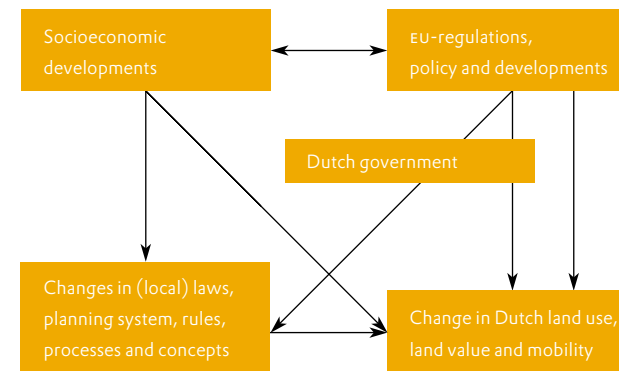 Socioeconomic
developments
EU-regulations,
policy and developments
Dutch government
Changes in (local) laws,
planning system, rules,
processes and concepts
Change in Dutch land use,
land value and mobility